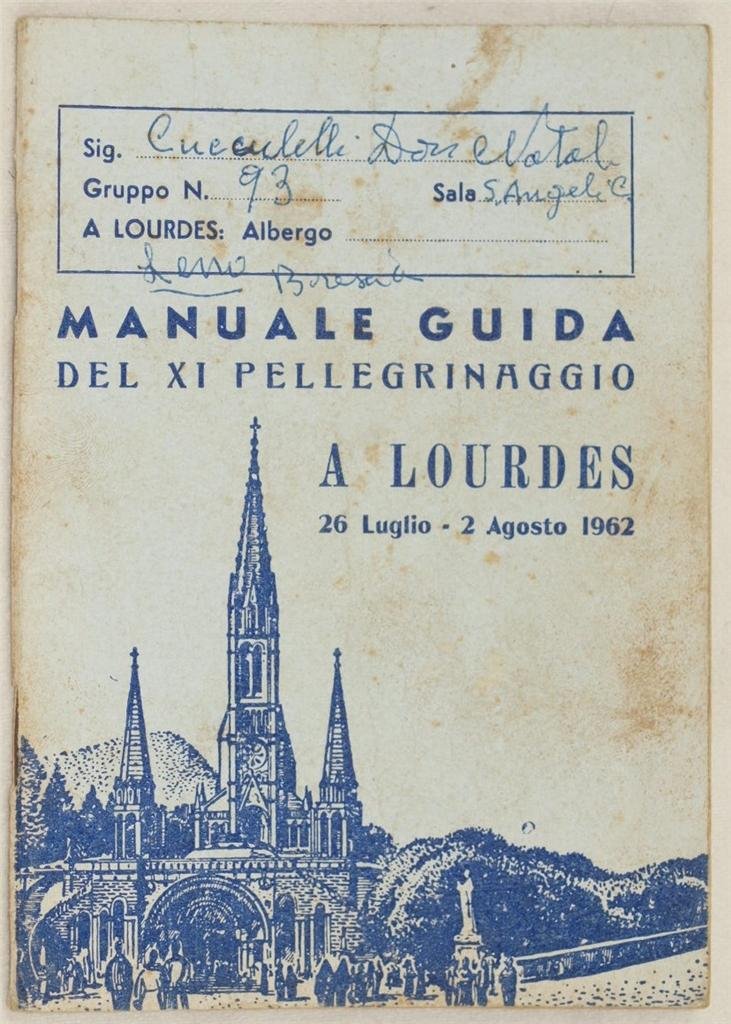 Sig. Cucculelli Don Natale
Gruppo N. 93 Sala S. Angeli C.
A LOURDES: Albergo
Leno Brescia
MANUALE GUIDA
DEL XI PELLEGRINAGGIO
A LOURDES
26 Luglio - 2 Agosto 1962